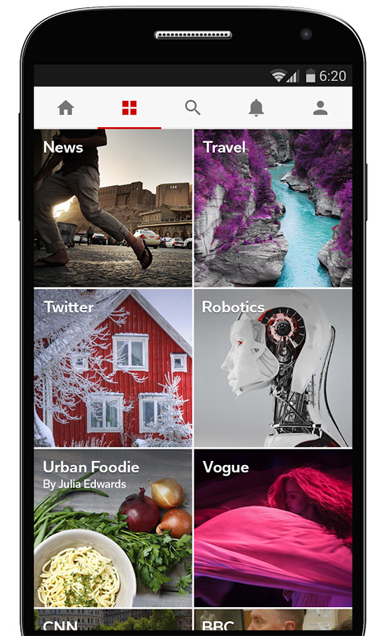 6:20
News
Travel
Twitter
Robotics
Urban Foodie
By Julia Edwards
Vogue
CNN
BBC